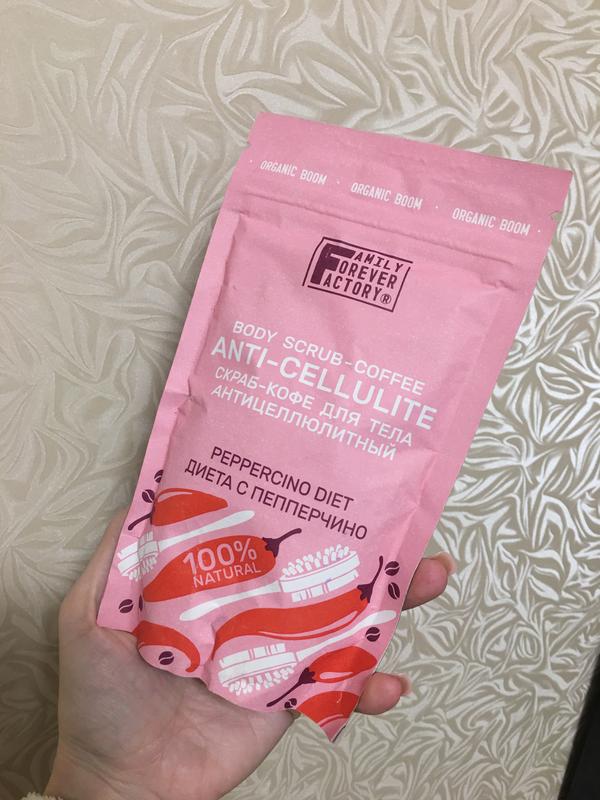 · ORGANIC BOOM · ORGANIC BOOM · ORGANIC BOOM ·
FAMILY
FOREVER
FACTORY®
BODY SCRUB-COFFEE
ANTI-CELLULITE
СКРАБ-КОФЕ ДЛЯ ТЕЛА
АНТИЦЕЛЛЮЛИТНЫЙ
PEPPERCINO DIET
ДИЕТА С ПЕППЕРЧИНО
100%
NATURAL